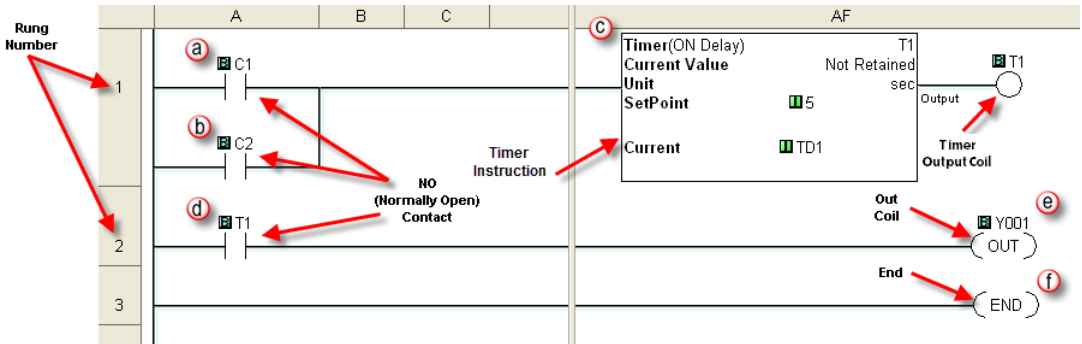 Rung
Number
A
B
C
AF
1
a
B C1
b
B C2
c
Timer(ON Delay) T1
Current Value Not Retained
Unit sec
SetPoint 5
Current TD1
Output
B T1
Timer
Output Coil
Timer
Instruction
NO
(Normally Open)
Contact
2
d
B T1
Out
Coil
e
B Y001
OUT
3
End
f
END